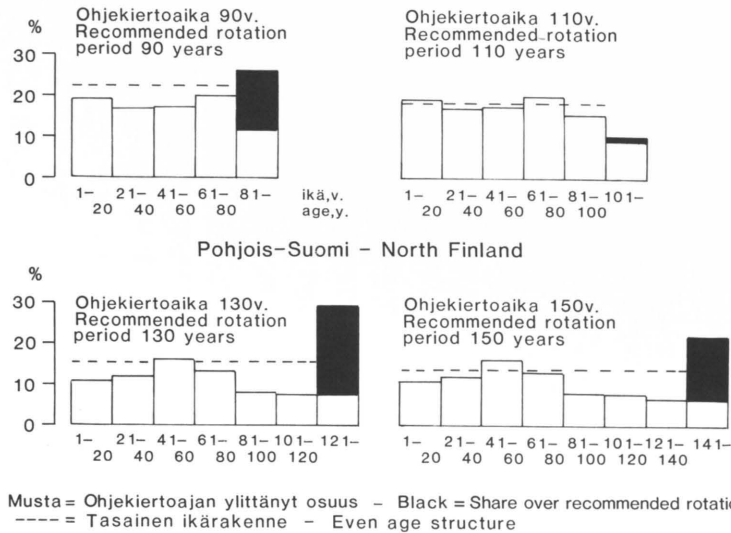 Ohjekiertoaika 90v.
Recommended rotation
period 90 years
%
30
20
10
0
1– 21– 41– 61– 81– ikä,v.
20 40 60 80 age,y.
Ohjekiertoaika 110v.
Recommended rotation
period 110 years
1– 21– 41– 61– 81– 101–
20 40 60 80 100
Pohjois–Suomi – North Finland
%
30
20
10
0
Ohjekiertoaika 130v.
Recommended rotation
period 130 years
1– 21– 41– 61– 81– 101– 121–
20 40 60 80 100 120
Ohjekiertoaika 150v.
Recommended rotation
period 150 years
1– 21– 41– 61– 81– 101– 121– 141–
20 40 60 80 100 120 140
Musta = Ohjekiertoajan ylittänyt osuus – Black = Share over recommended
---- = Tasainen ikärakenne – Even age structure